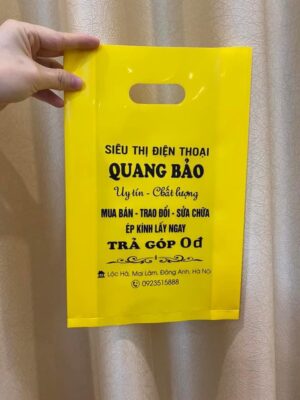 SIÊU THỊ ĐIỆN THOẠI
QUANG BẢO
Uy tín - Chất lượng
MUA BÁN - TRAO ĐỔI - SỬA CHỮA
ÉP KÍNH LẤY NGAY
TRẢ GÓP 0đ
Lộc Hà, Mai Lâm, Đông Anh, Hà Nội
0923515888